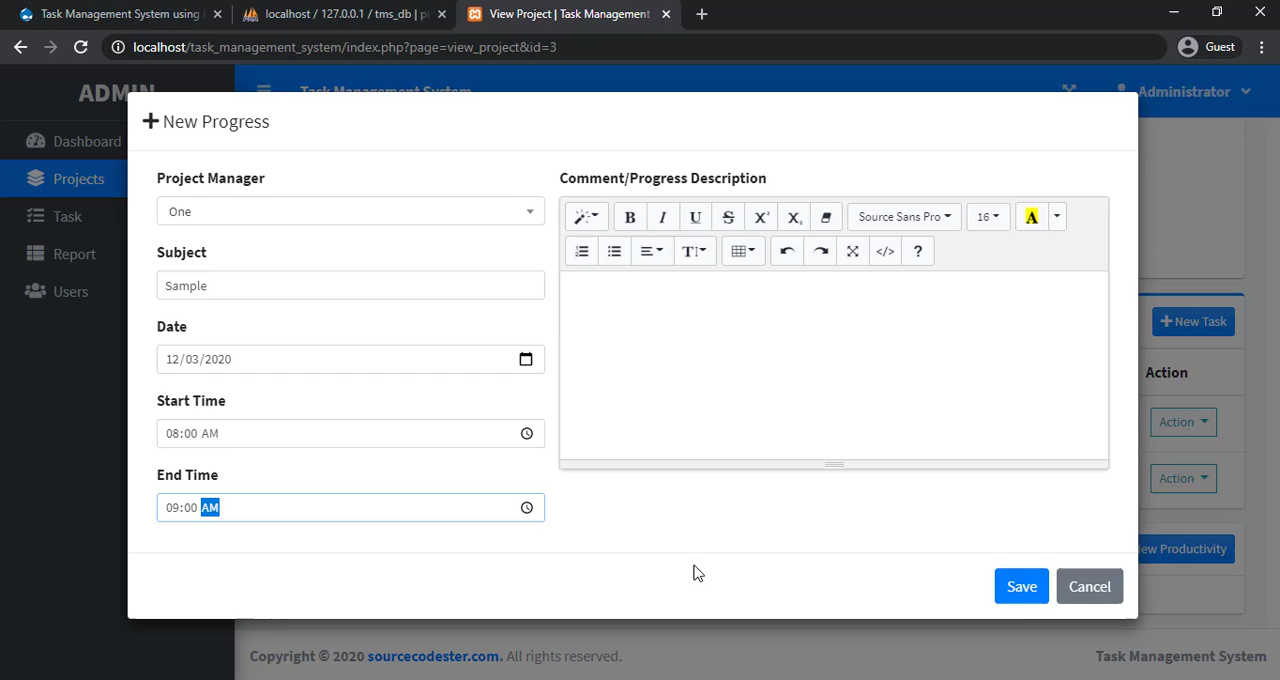 Task Management System using
localhost / 127.0.0.1 / tms_db | p
View Project | Task Management
localhost/task_management_system/index.php?page=view_project&id=3
Guest
ADMIN
Task Management System
Administrator
Dashboard
Projects
Task
Report
Users
New Progress
Project Manager
One
Subject
Sample
Date
12/03/2020
Start Time
08:00 AM
End Time
09:00 AM
Comment/Progress Description
B I U S X² X₂ Source Sans Pro 16 A
T </> ?
New Task
Action
Action
Action
ew Productivity
Save Cancel
Copyright © 2020 sourcecodester.com. All rights reserved.
Task Management System